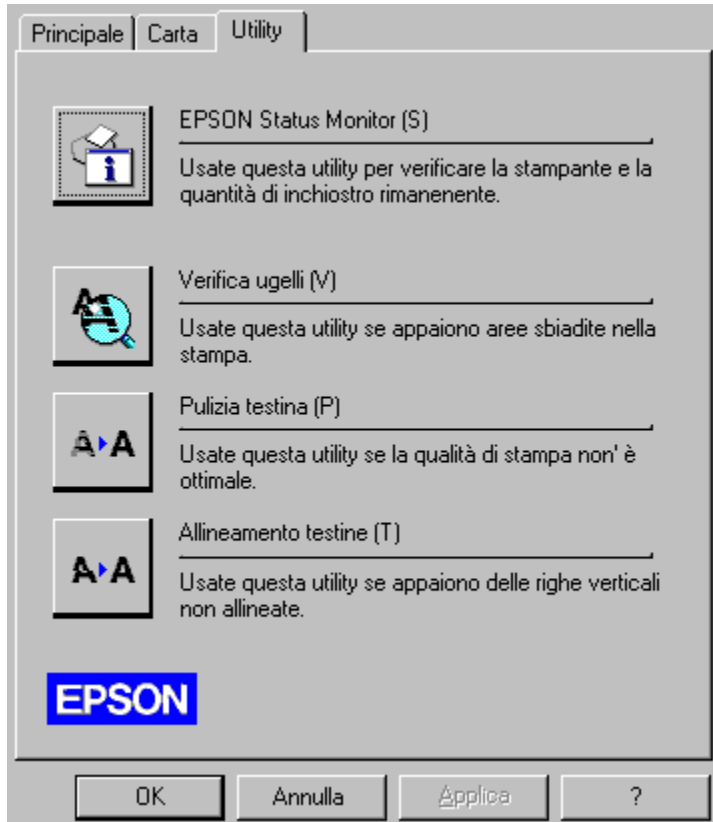 Principale Carta Utility
EPSON Status Monitor (S)
Usate questa utility per verificare la stampante e la
quantità di inchiostro rimanenente.
Verifica ugelli (V)
Usate questa utility se appaiono aree sbiadite nella
stampa.
Pulizia testina (P)
Usate questa utility se la qualità di stampa non' è
ottimale.
Allineamento testine (T)
Usate questa utility se appaiono delle righe verticali
non allineate.
EPSON
OK Annulla Applica ?